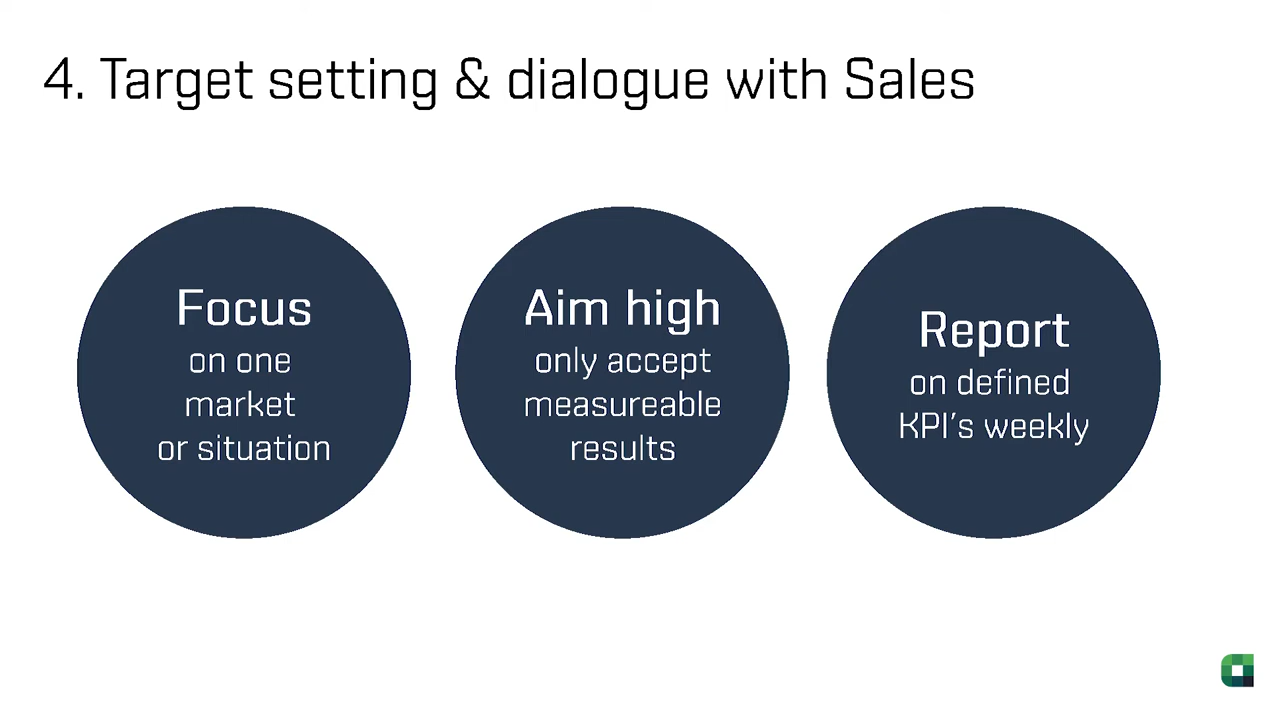 4. Target setting & dialogue with Sales
Focus
on one
market
or situation
Aim high
only accept
measureable
results
Report
on defined
KPI's weekly